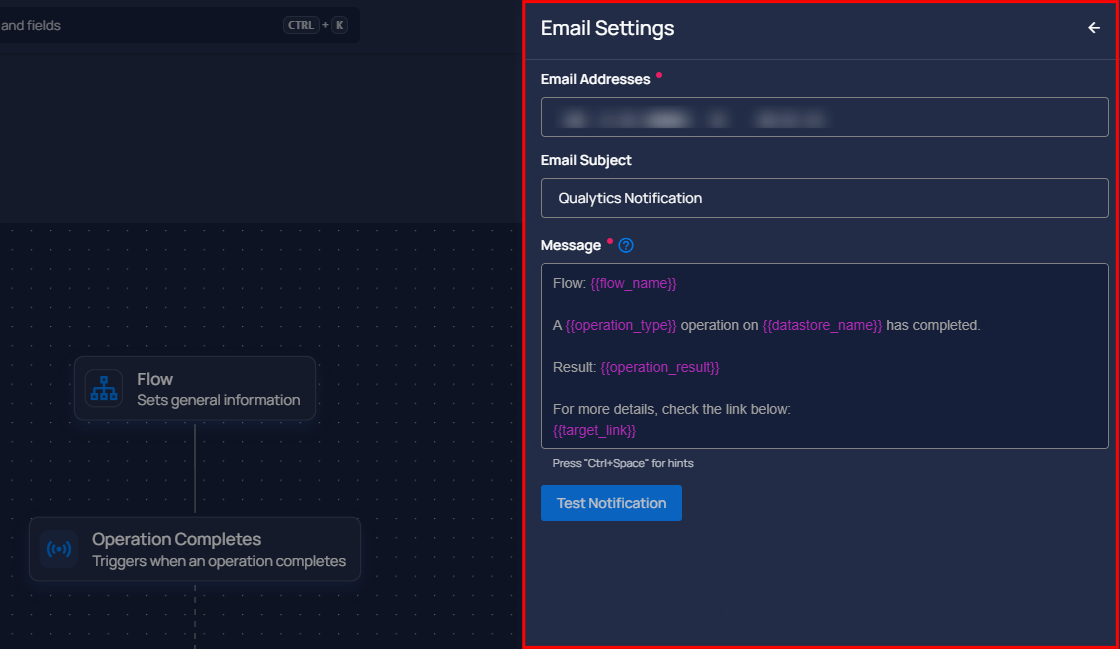 and fields
CTRL + K
Flow
Sets general information
Operation Completes
Triggers when an operation completes
Email Settings
Email Addresses
Email Subject
Qualytics Notification
Message
Flow: {{flow_name}}
A {{operation_type}} operation on {{datastore_name}} has completed.
Result: {{operation_result}}
For more details, check the link below:
{{target_link}}
Press "Ctrl+Space" for hints
Test Notification